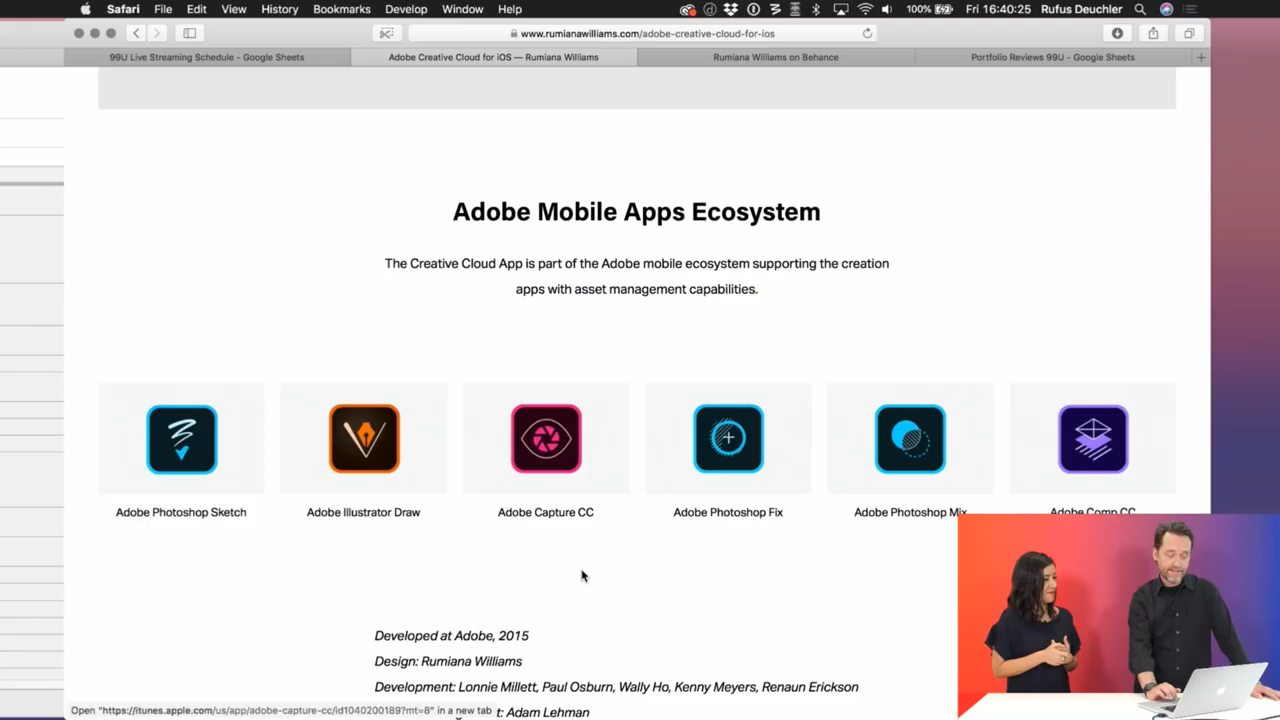 Safari File Edit View History Bookmarks Develop Window Help 100% Fri 16:40:25 Rufus Deuchler
www.rumianawilliams.com/adobe-creative-cloud-for-ios
99U Live Streaming Schedule - Google Sheets
Adobe Creative Cloud for iOS — Rumiana Williams
Rumiana Williams on Behance
Portfolio Reviews 99U - Google Sheets
Adobe Mobile Apps Ecosystem
The Creative Cloud App is part of the Adobe mobile ecosystem supporting the creation
apps with asset management capabilities.
Adobe Photoshop Sketch
Adobe Illustrator Draw
Adobe Capture CC
Adobe Photoshop Fix
Adobe Photoshop Mix
Adobe Comp CC
Developed at Adobe, 2015
Design: Rumiana Williams
Development: Lonnie Millett, Paul Osburn, Wally Ho, Kenny Meyers, Renaun Erickson
t: Adam Lehman
Open "https://itunes.apple.com/us/app/adobe-capture-cc/id1040200189?mt=8" in a new tab